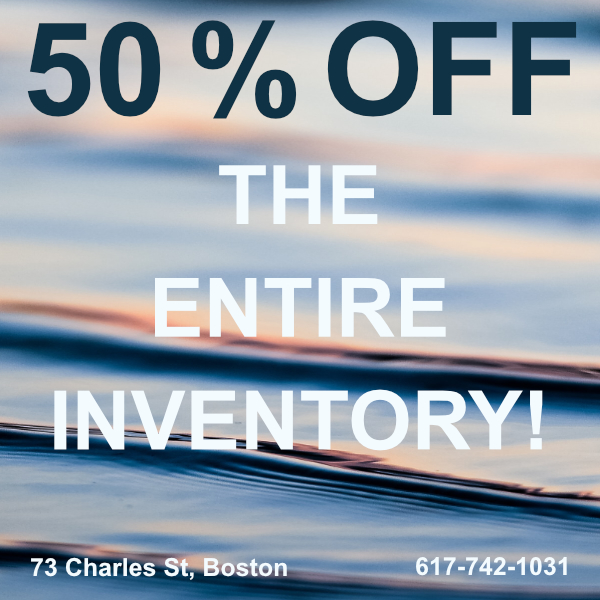 50 % OFF
THE
ENTIRE
INVENTORY!
73 Charles St, Boston
617-742-1031